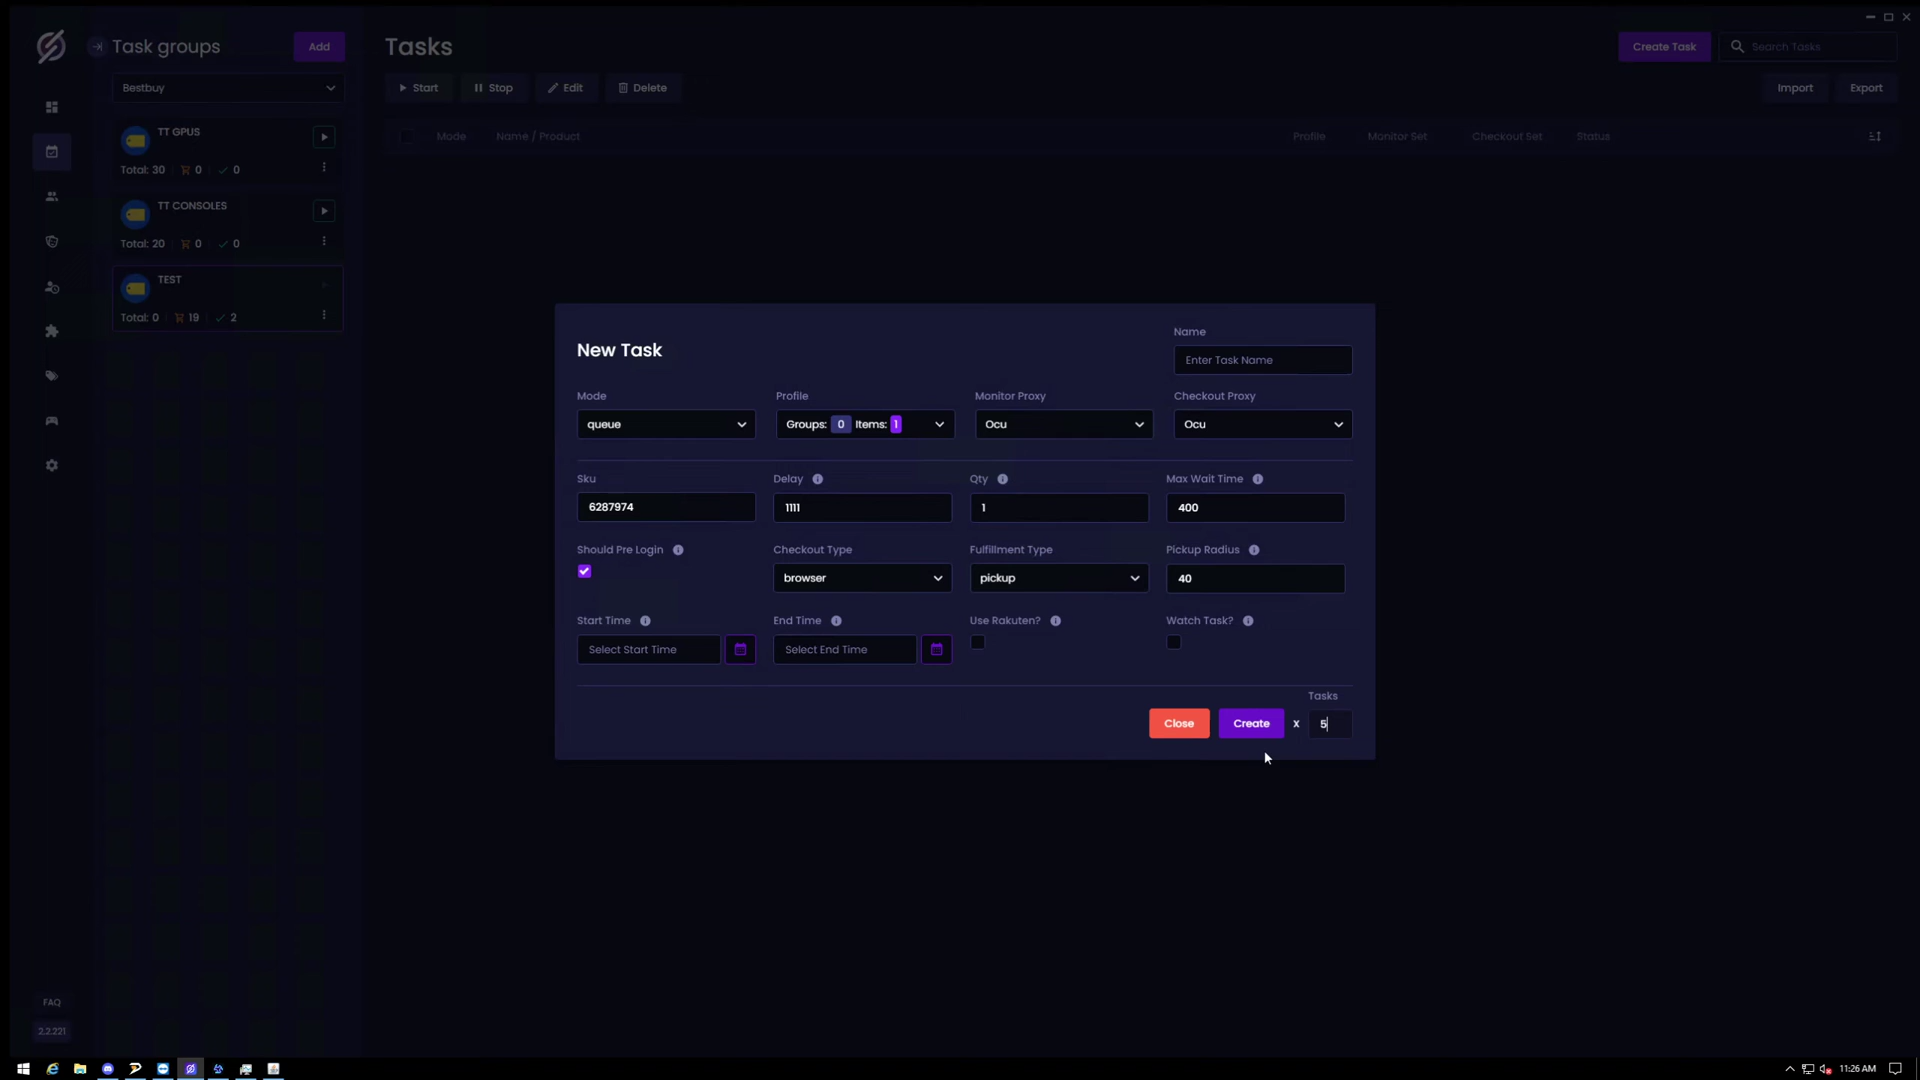 Task groups
Add
Tasks
Create Task
Search Tasks
Bestbuy
Start
Stop
Edit
Delete
Import
Export
Mode
Name / Product
Profile
Monitor Set
Checkout Set
Status
TT GPUS
Total: 30
0
0
TT CONSOLES
Total: 20
0
0
TEST
Total: 0
19
2
New Task
Name
Enter Task Name
Mode
Profile
Monitor Proxy
Checkout Proxy
queue
Groups: 0 Items: 1
Ocu
Ocu
Sku
Delay
Qty
Max Wait Time
6287974
1111
1
400
Should Pre Login
Checkout Type
Fulfillment Type
Pickup Radius
browser
pickup
40
Start Time
End Time
Use Rakuten?
Watch Task?
Select Start Time
Select End Time
Tasks
Close
Create
x
5
FAQ
2.2.221
11:26 AM